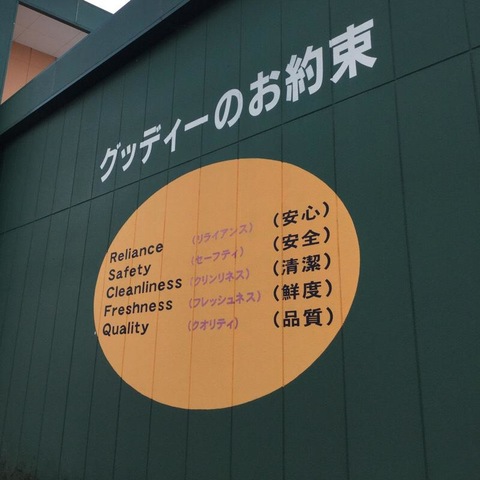 グッディーのお約束
Reliance (リライアンス) (安心)
Safety (セーフティ) (安全)
Cleanliness (クリンリネス) (清潔)
Freshness (フレッシュネス) (鮮度)
Quality (クオリティ) (品質)